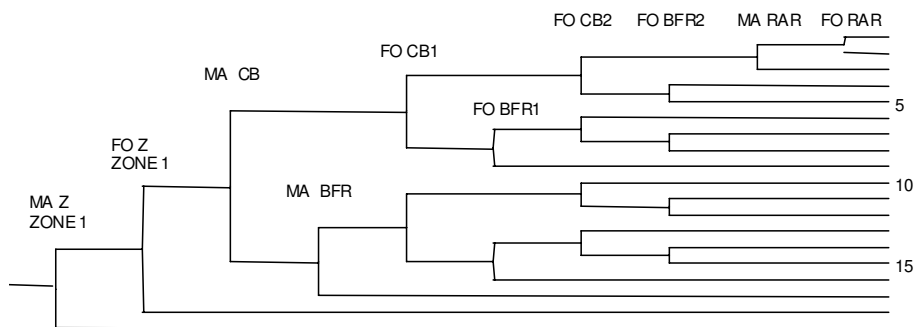 FO CB2 FO BFR2 MA RAR FO RAR
FO CB1
MA CB
5
FO BFR1
FO Z
ZONE 1
10
MA BFR
MA Z
ZONE 1
15